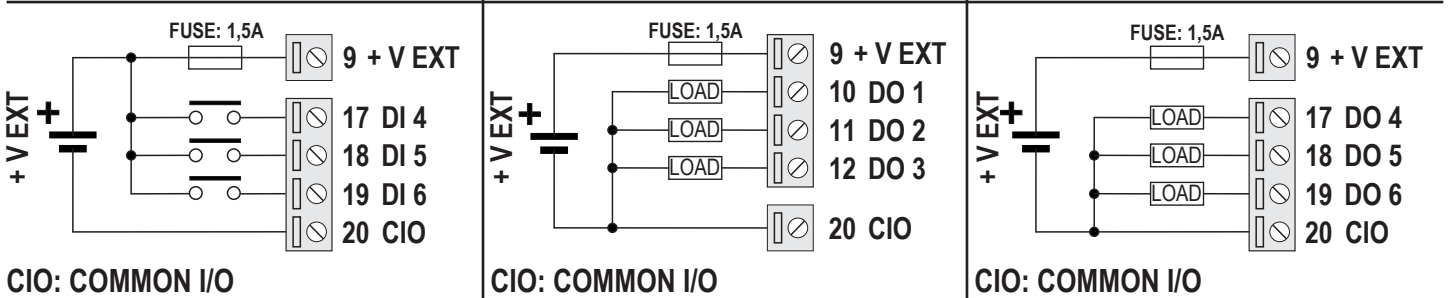 FUSE: 1,5A
9 + V EXT
+ V EXT
+
17 DI 4
18 DI 5
19 DI 6
20 CIO
CIO: COMMON I/O
FUSE: 1,5A
9 + V EXT
+ V EXT
+
LOAD 10 DO 1
LOAD 11 DO 2
LOAD 12 DO 3
20 CIO
CIO: COMMON I/O
FUSE: 1,5A
9 + V EXT
+ V EXT
+
LOAD 17 DO 4
LOAD 18 DO 5
LOAD 19 DO 6
20 CIO
CIO: COMMON I/O